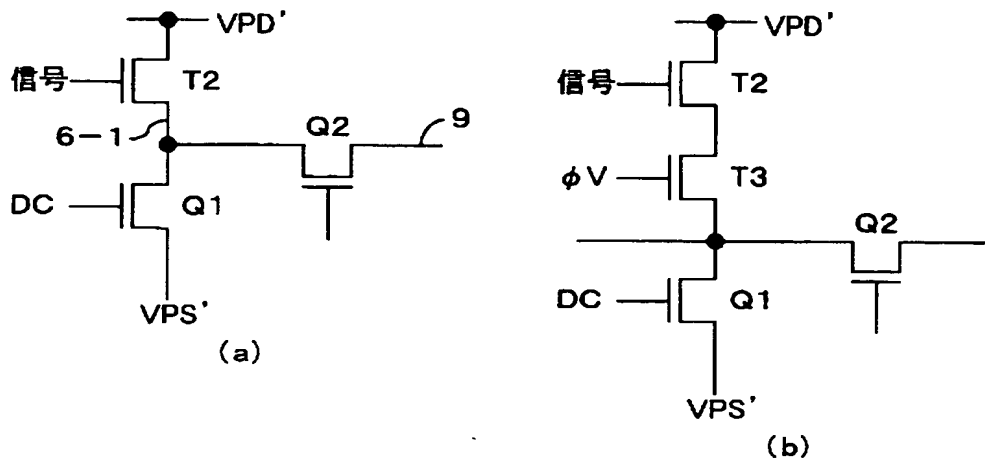 VPD'
信号
T2
6-1
Q2
9
DC
Q1
VPS'
(a)
VPD'
信号
T2
φV
T3
Q2
DC
Q1
VPS'
(b)